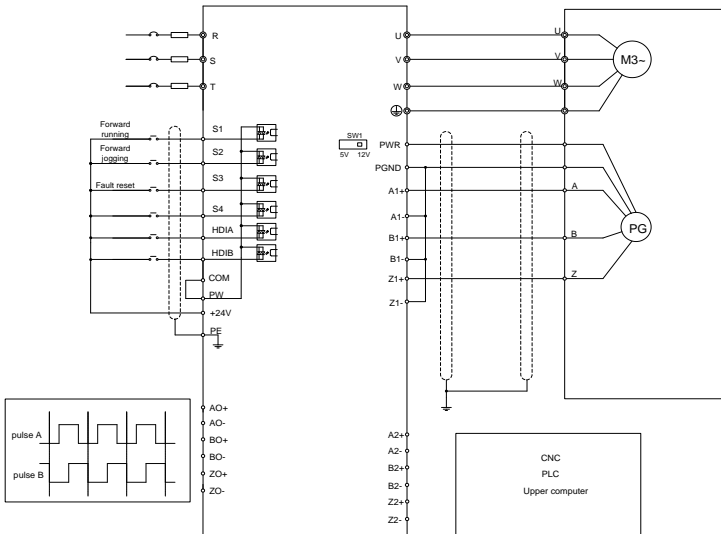 R
S
T
Forward running
Forward jogging
Fault reset
S1
S2
S3
S4
HDIA
HDIB
COM
PW
+24V
PE
SW1
5V 12V
U
V
W
PWR
PGND
A1+
A1-
B1+
B1-
Z1+
Z1-
U
V
W
M3~
A
B
Z
PG
pulse A
pulse B
AO+
AO-
BO+
BO-
ZO+
ZO-
A2+
A2-
B2+
B2-
Z2+
Z2-
CNC
PLC
Upper computer